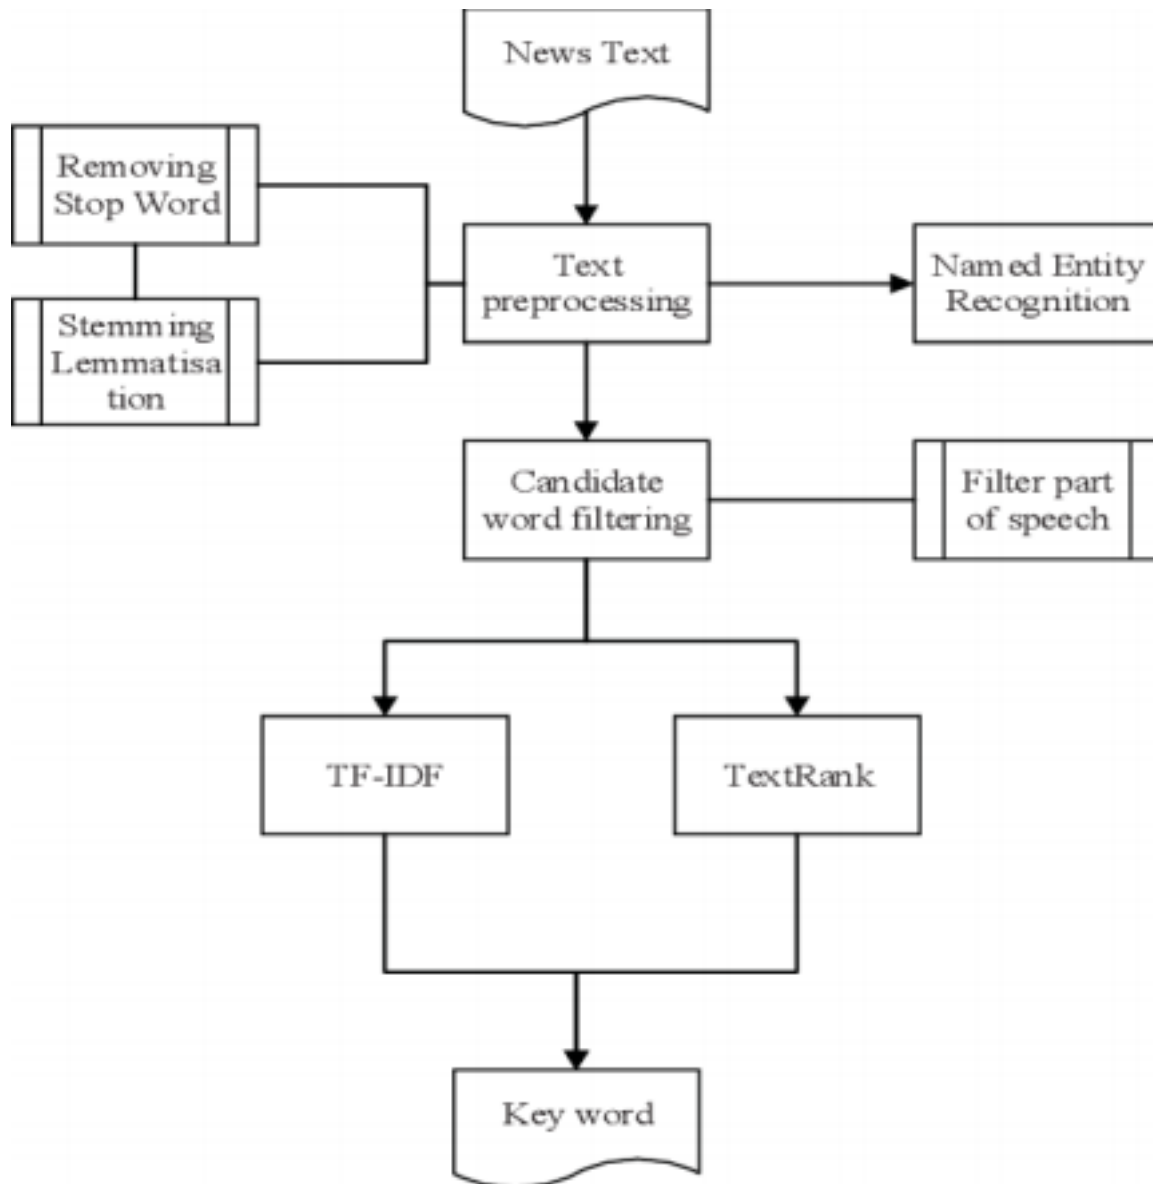 News Text
Removing
Stop Word
Text
preprocessing
Named Entity
Recognition
Stemming
Lemmatisa
tion
Candidate
word filtering
Filter part
of speech
TF-IDF
TextRank
Key word